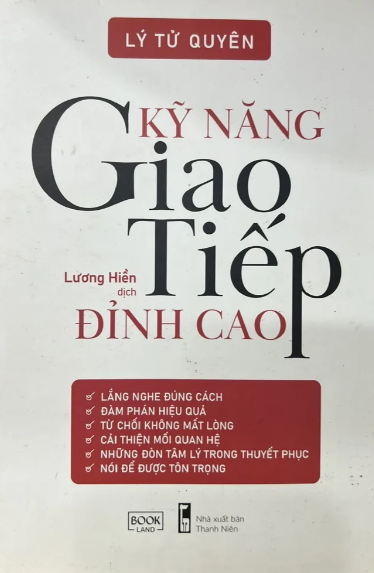 LÝ TỬ QUYÊN
KỸ NĂNG
Giao
Tiếp
Lương Hiền
dịch
ĐỈNH CAO
LẮNG NGHE ĐÚNG CÁCH
ĐÀM PHÁN HIỆU QUẢ
TỪ CHỐI KHÔNG MẤT LÒNG
CẢI THIỆN MỐI QUAN HỆ
NHỮNG ĐÒN TÂM LÝ TRONG THUYẾT PHỤC
NÓI ĐỂ ĐƯỢC TÔN TRỌNG
BOOK
LAND
Nhà xuất bản
Thanh Niên